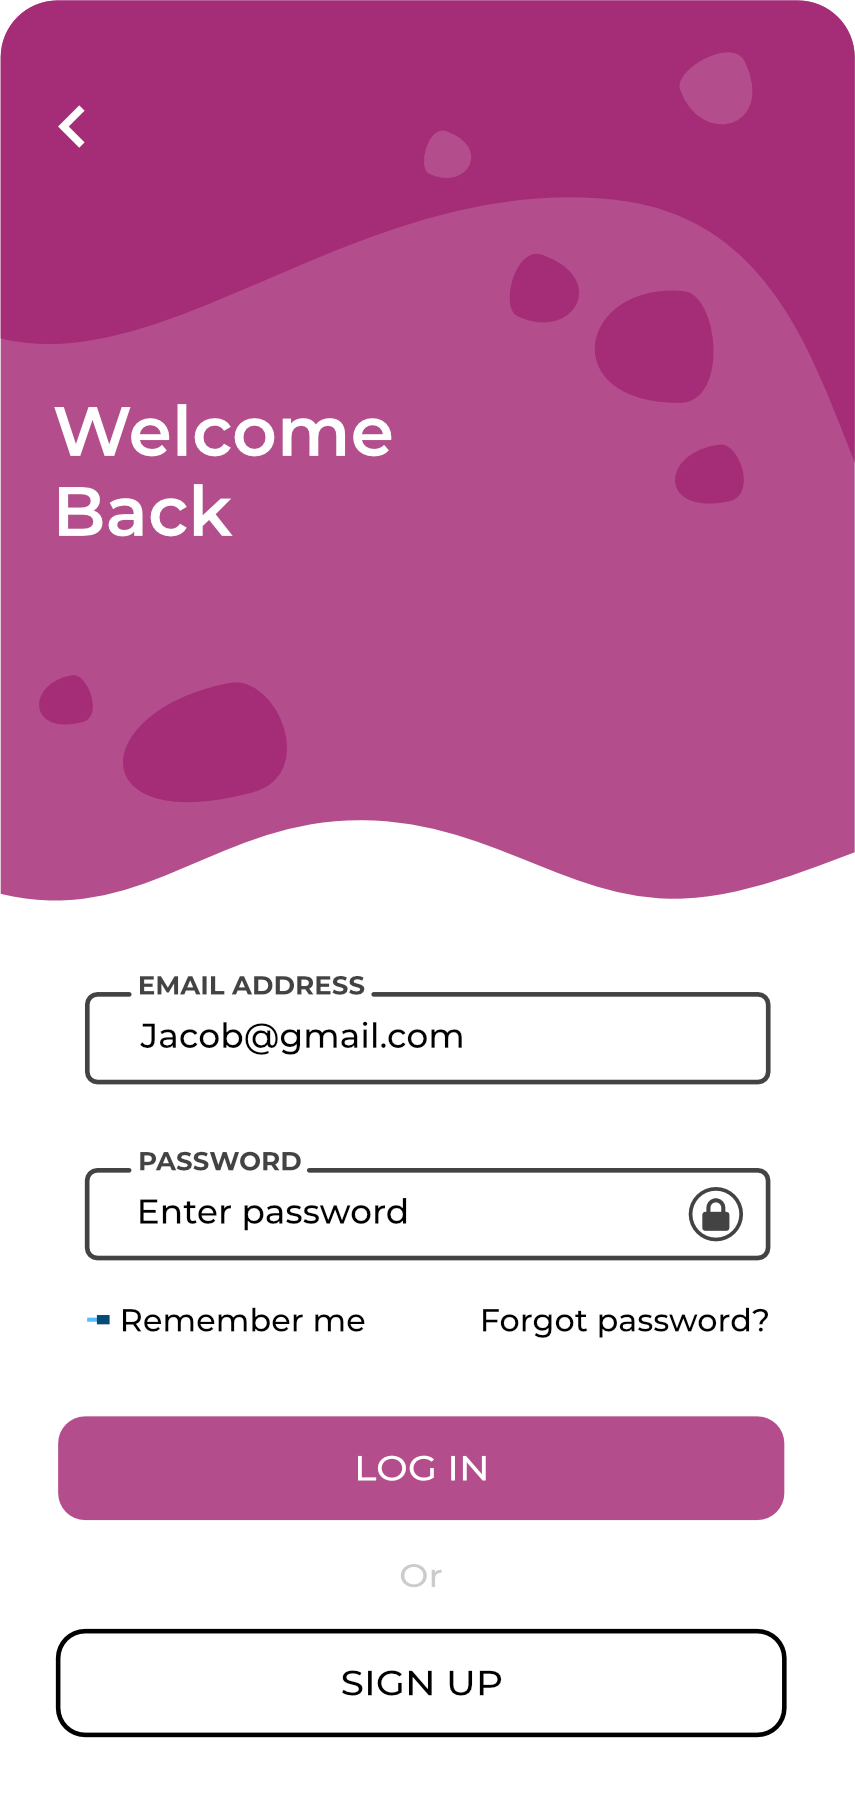 Welcome
Back
EMAIL ADDRESS
Jacob@gmail.com
PASSWORD
Enter password
Remember me
Forgot password?
LOG IN
Or
SIGN UP